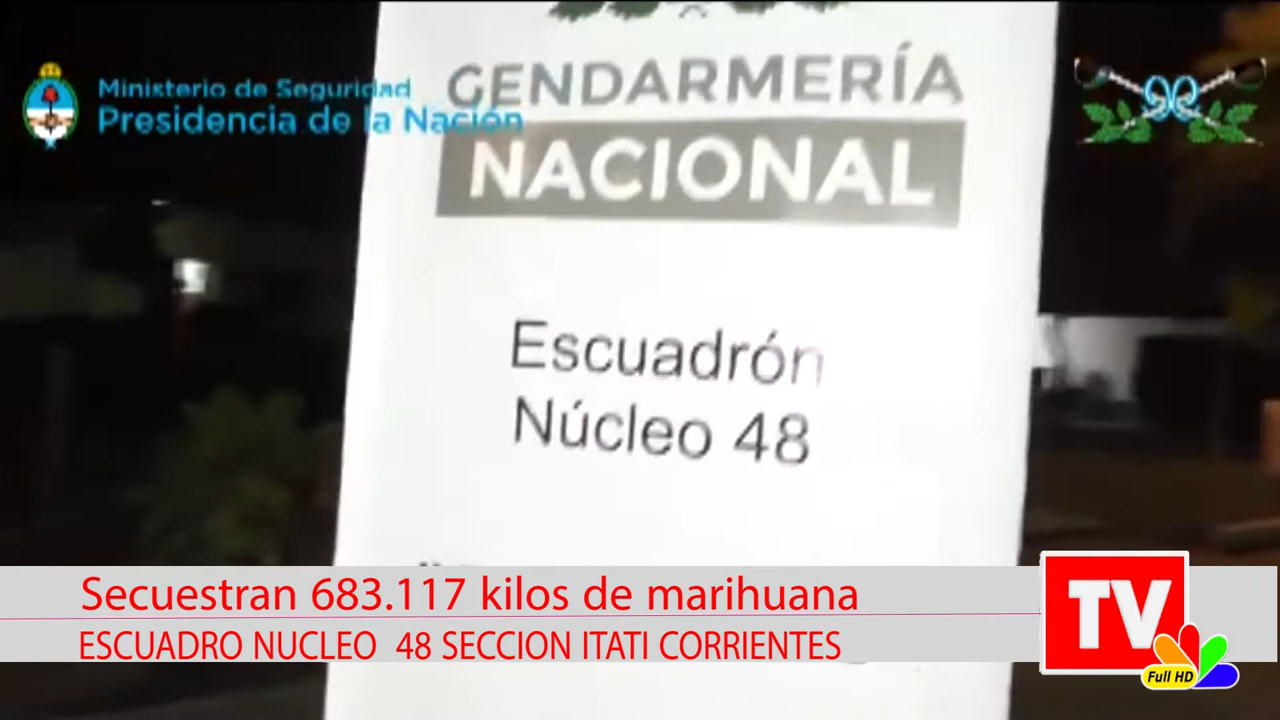 Ministerio de Seguridad
Presidencia de la Nación
GENDARMERÍA
NACIONAL
Escuadrón
Núcleo 48
Secuestran 683.117 kilos de marihuana
ESCUADRO NUCLEO 48 SECCION ITATI CORRIENTES
TV
Full HD